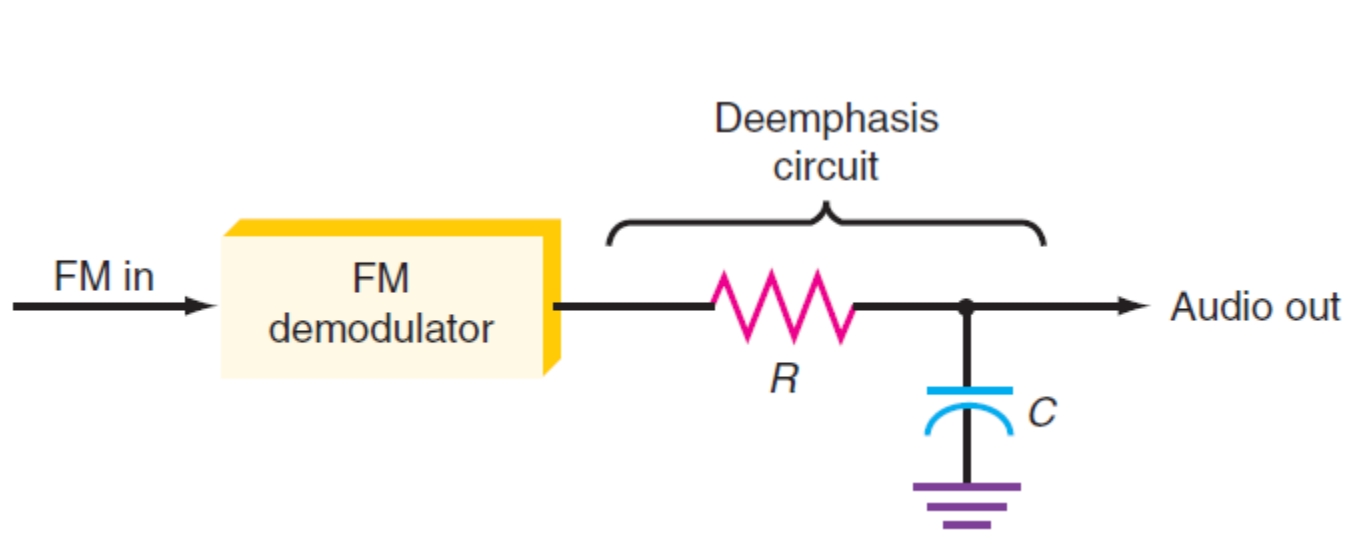 Deemphasis
circuit
FM in
FM
demodulator
Audio out
R
C